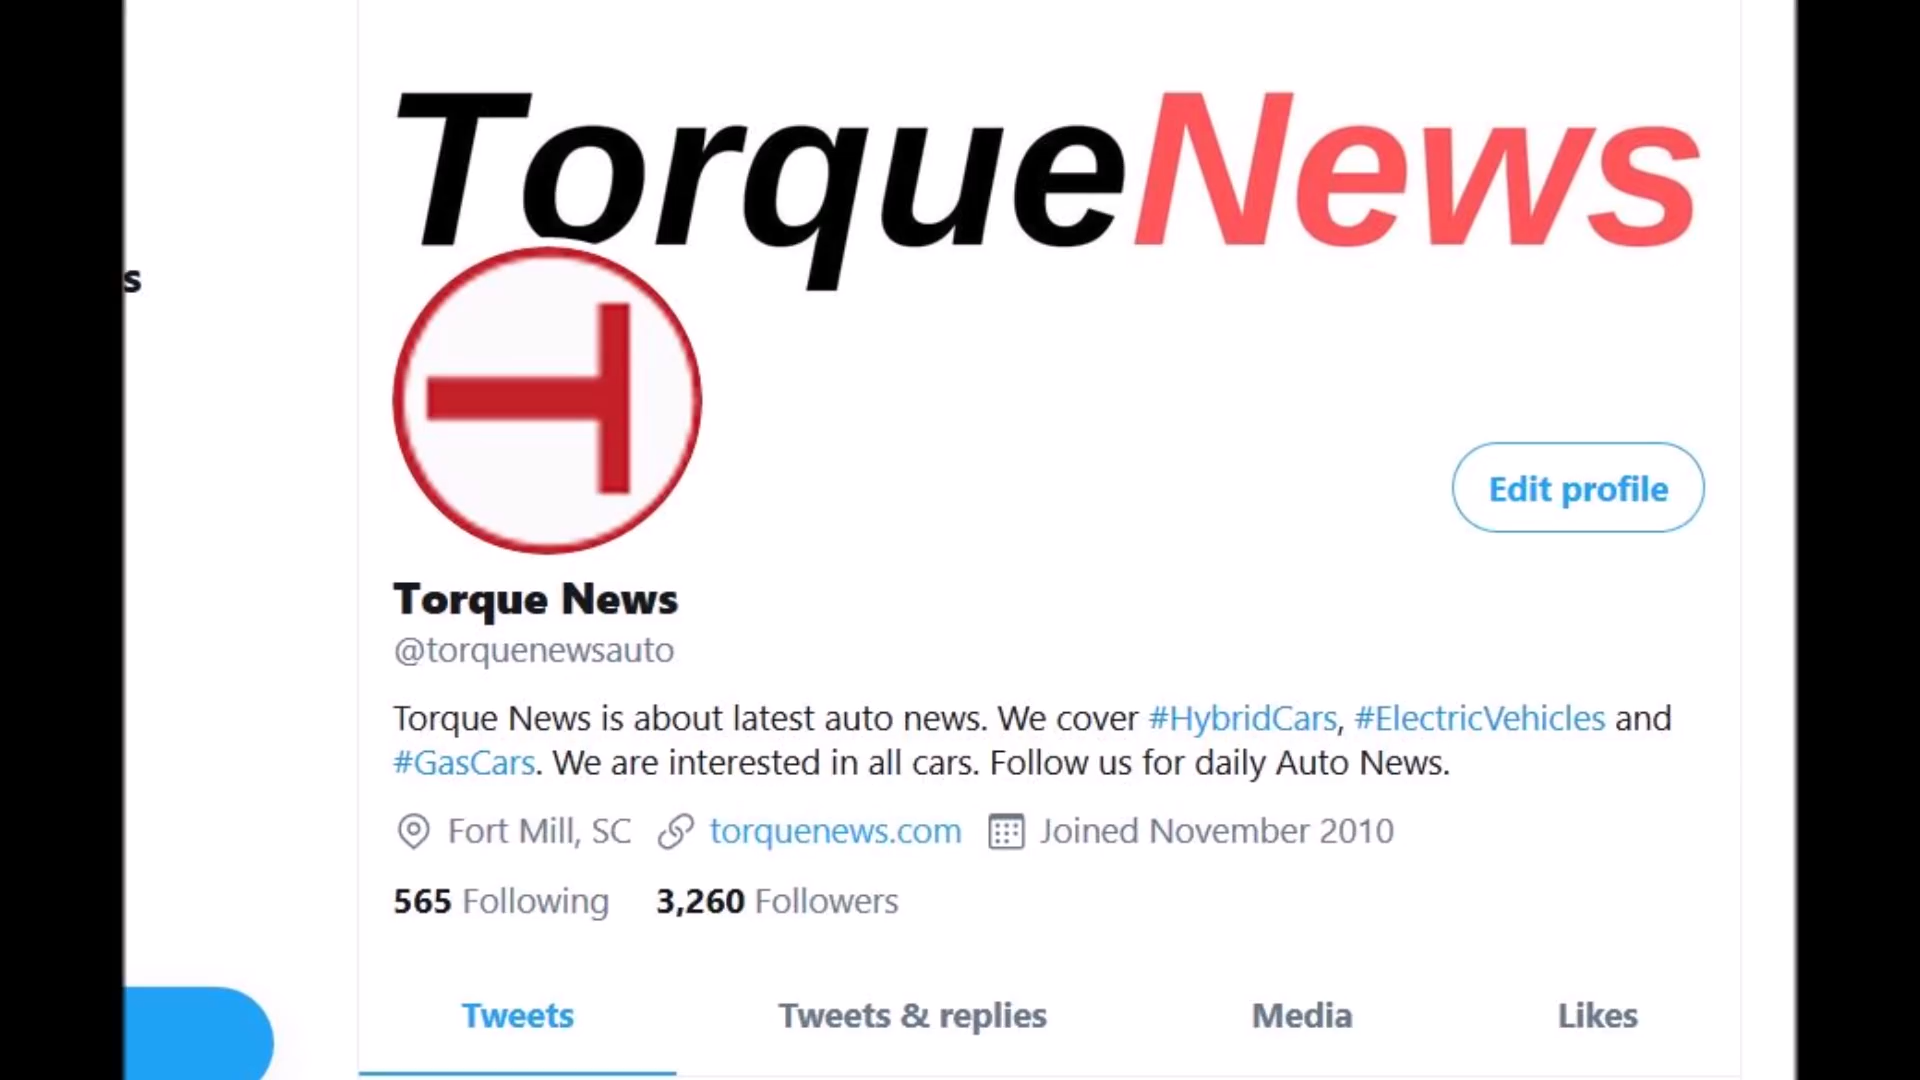 TorqueNews
s
T
Edit profile
Torque News
@torquenewsauto
Torque News is about latest auto news. We cover #HybridCars, #ElectricVehicles and
#GasCars. We are interested in all cars. Follow us for daily Auto News.
Fort Mill, SC torquenews.com Joined November 2010
565 Following 3,260 Followers
Tweets Tweets & replies Media Likes